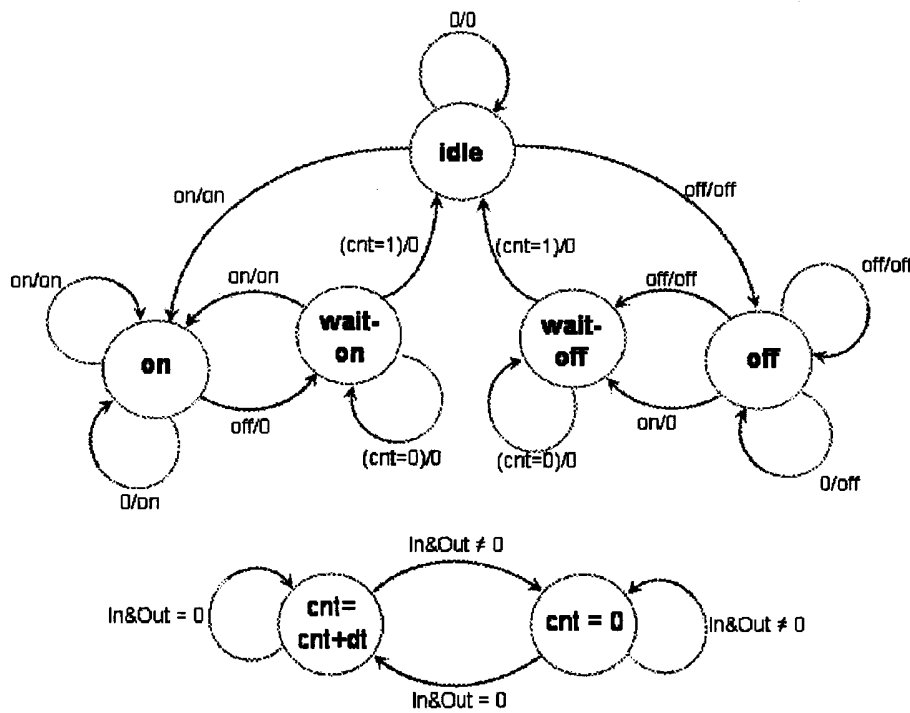 0/0
idle
on/on
off/off
(cnt=1)/0
(cnt=1)/0
on/on
on/on
off/off
off/off
wait-
on
wait-
off
on
off
off/0
on/0
(cnt=0)/0
(cnt=0)/0
0/on
0/off
In&Out ≠ 0
In&Out = 0
cnt=
cnt+dt
cnt = 0
In&Out ≠ 0
In&Out = 0